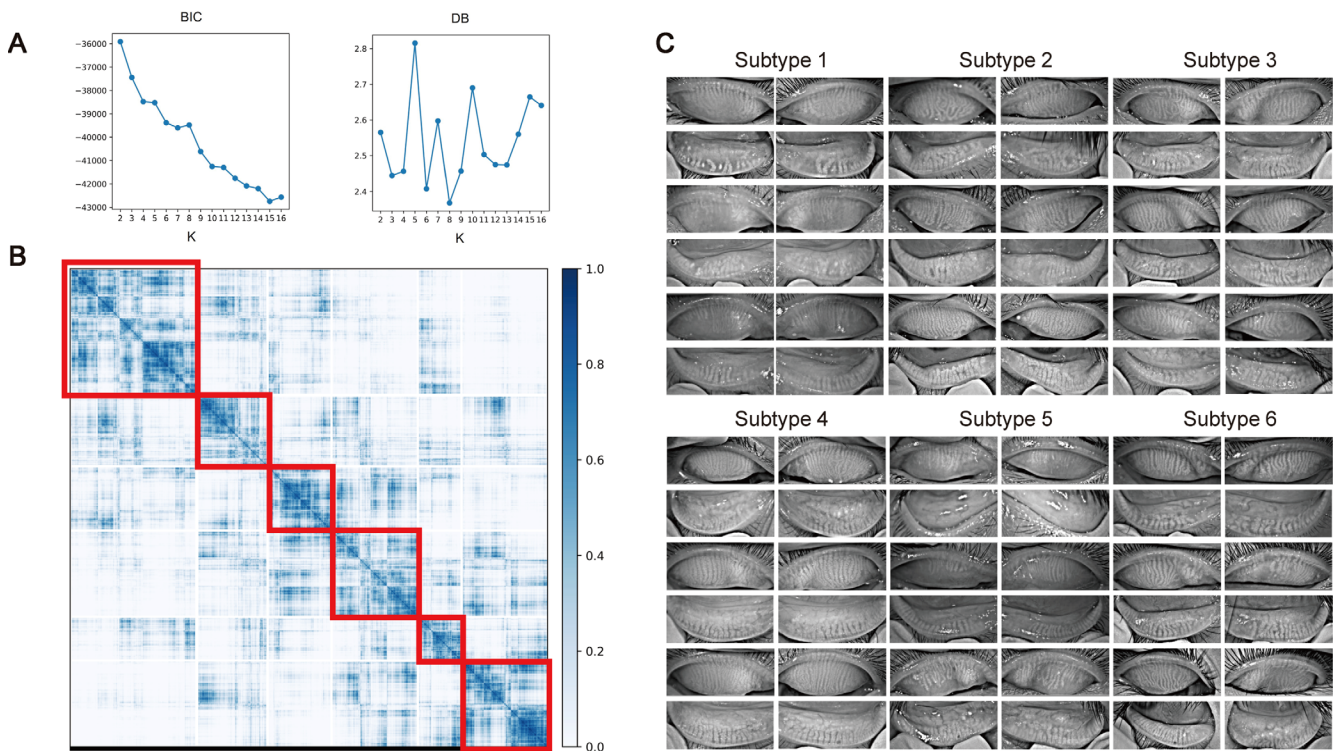 A
BIC
−36000
−37000
−38000
−39000
−40000
−41000
−42000
−43000
2 3 4 5 6 7 8 9 10 11 12 13 14 15 16
K
DB
2.8
2.7
2.6
2.5
2.4
2 3 4 5 6 7 8 9 10 11 12 13 14 15 16
K
B
1.0
0.8
0.6
0.4
0.2
0.0
C
Subtype 1 Subtype 2 Subtype 3
Subtype 4 Subtype 5 Subtype 6